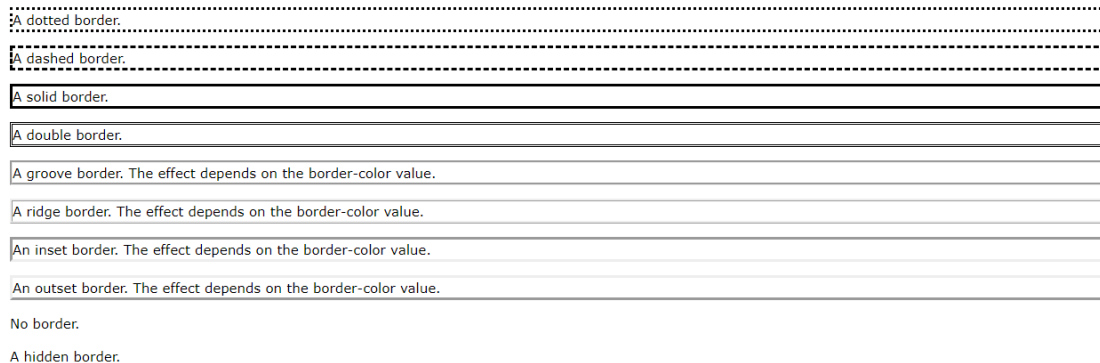 A dotted border.
A dashed border.
A solid border.
A double border.
A groove border. The effect depends on the border-color value.
A ridge border. The effect depends on the border-color value.
An inset border. The effect depends on the border-color value.
An outset border. The effect depends on the border-color value.
No border.
A hidden border.